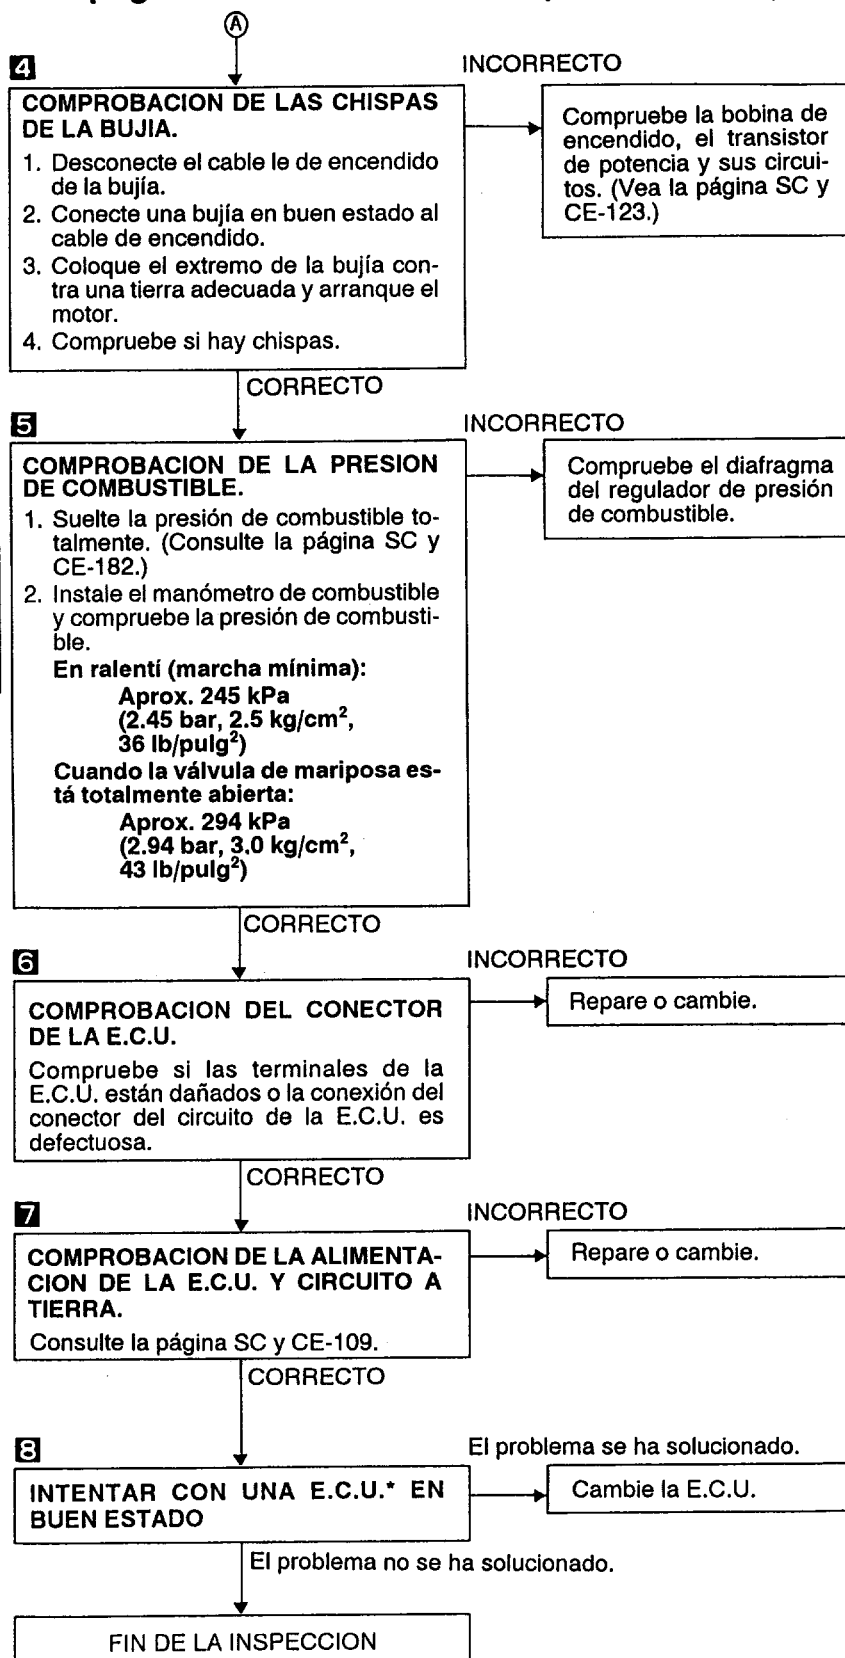 A
4
INCORRECTO
COMPROBACION DE LAS CHISPAS
DE LA BUJIA.
1. Desconecte el cable le de encendido
de la bujía.
2. Conecte una bujía en buen estado al
cable de encendido.
3. Coloque el extremo de la bujía con-
tra una tierra adecuada y arranque el
motor.
4. Compruebe si hay chispas.
Compruebe la bobina de
encendido, el transistor
de potencia y sus circui-
tos. (Vea la página SC y
CE-123.)
CORRECTO
5
INCORRECTO
COMPROBACION DE LA PRESION
DE COMBUSTIBLE.
1. Suelte la presión de combustible to-
talmente. (Consulte la página SC y
CE-182.)
2. Instale el manómetro de combustible
y compruebe la presión de combusti-
ble.
En ralentí (marcha mínima):
Aprox. 245 kPa
(2.45 bar, 2.5 kg/cm²,
36 lb/pulg²)
Cuando la válvula de mariposa es-
tá totalmente abierta:
Aprox. 294 kPa
(2.94 bar, 3.0 kg/cm²,
43 lb/pulg²)
Compruebe el diafragma
del regulador de presión
de combustible.
CORRECTO
6
INCORRECTO
COMPROBACION DEL CONECTOR
DE LA E.C.U.
Compruebe si las terminales de la
E.C.U. están dañados o la conexión del
conector del circuito de la E.C.U. es
defectuosa.
Repare o cambie.
CORRECTO
7
INCORRECTO
COMPROBACION DE LA ALIMENTA-
CION DE LA E.C.U. Y CIRCUITO A
TIERRA.
Consulte la página SC y CE-109.
Repare o cambie.
CORRECTO
8
El problema se ha solucionado.
INTENTAR CON UNA E.C.U.* EN
BUEN ESTADO
Cambie la E.C.U.
El problema no se ha solucionado.
FIN DE LA INSPECCION